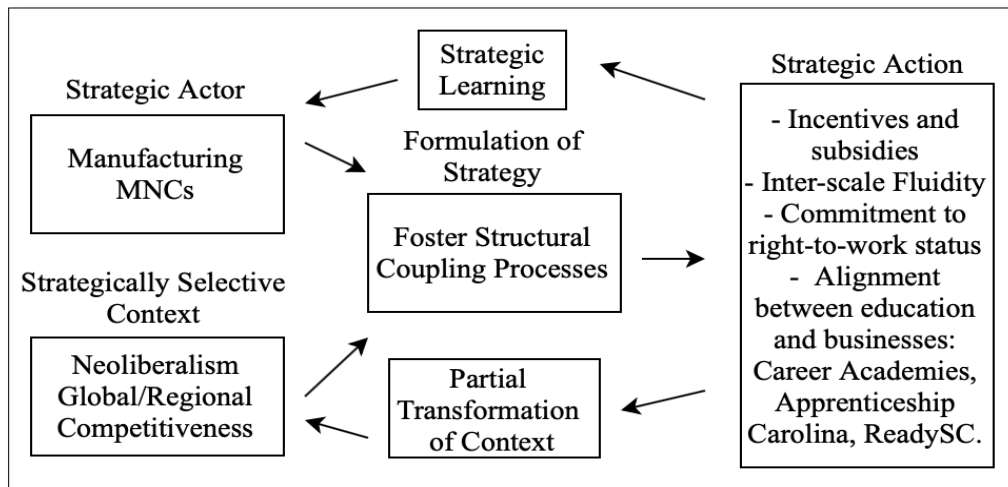 Strategic Actor
Manufacturing
MNCs
Strategically Selective
Context
Neoliberalism
Global/Regional
Competitiveness
Strategic
Learning
Formulation of
Strategy
Foster Structural
Coupling Processes
Partial
Transformation
of Context
Strategic Action
- Incentives and
subsidies
- Inter-scale Fluidity
- Commitment to
right-to-work status
- Alignment
between education
and businesses:
Career Academies,
Apprenticeship
Carolina, ReadySC.